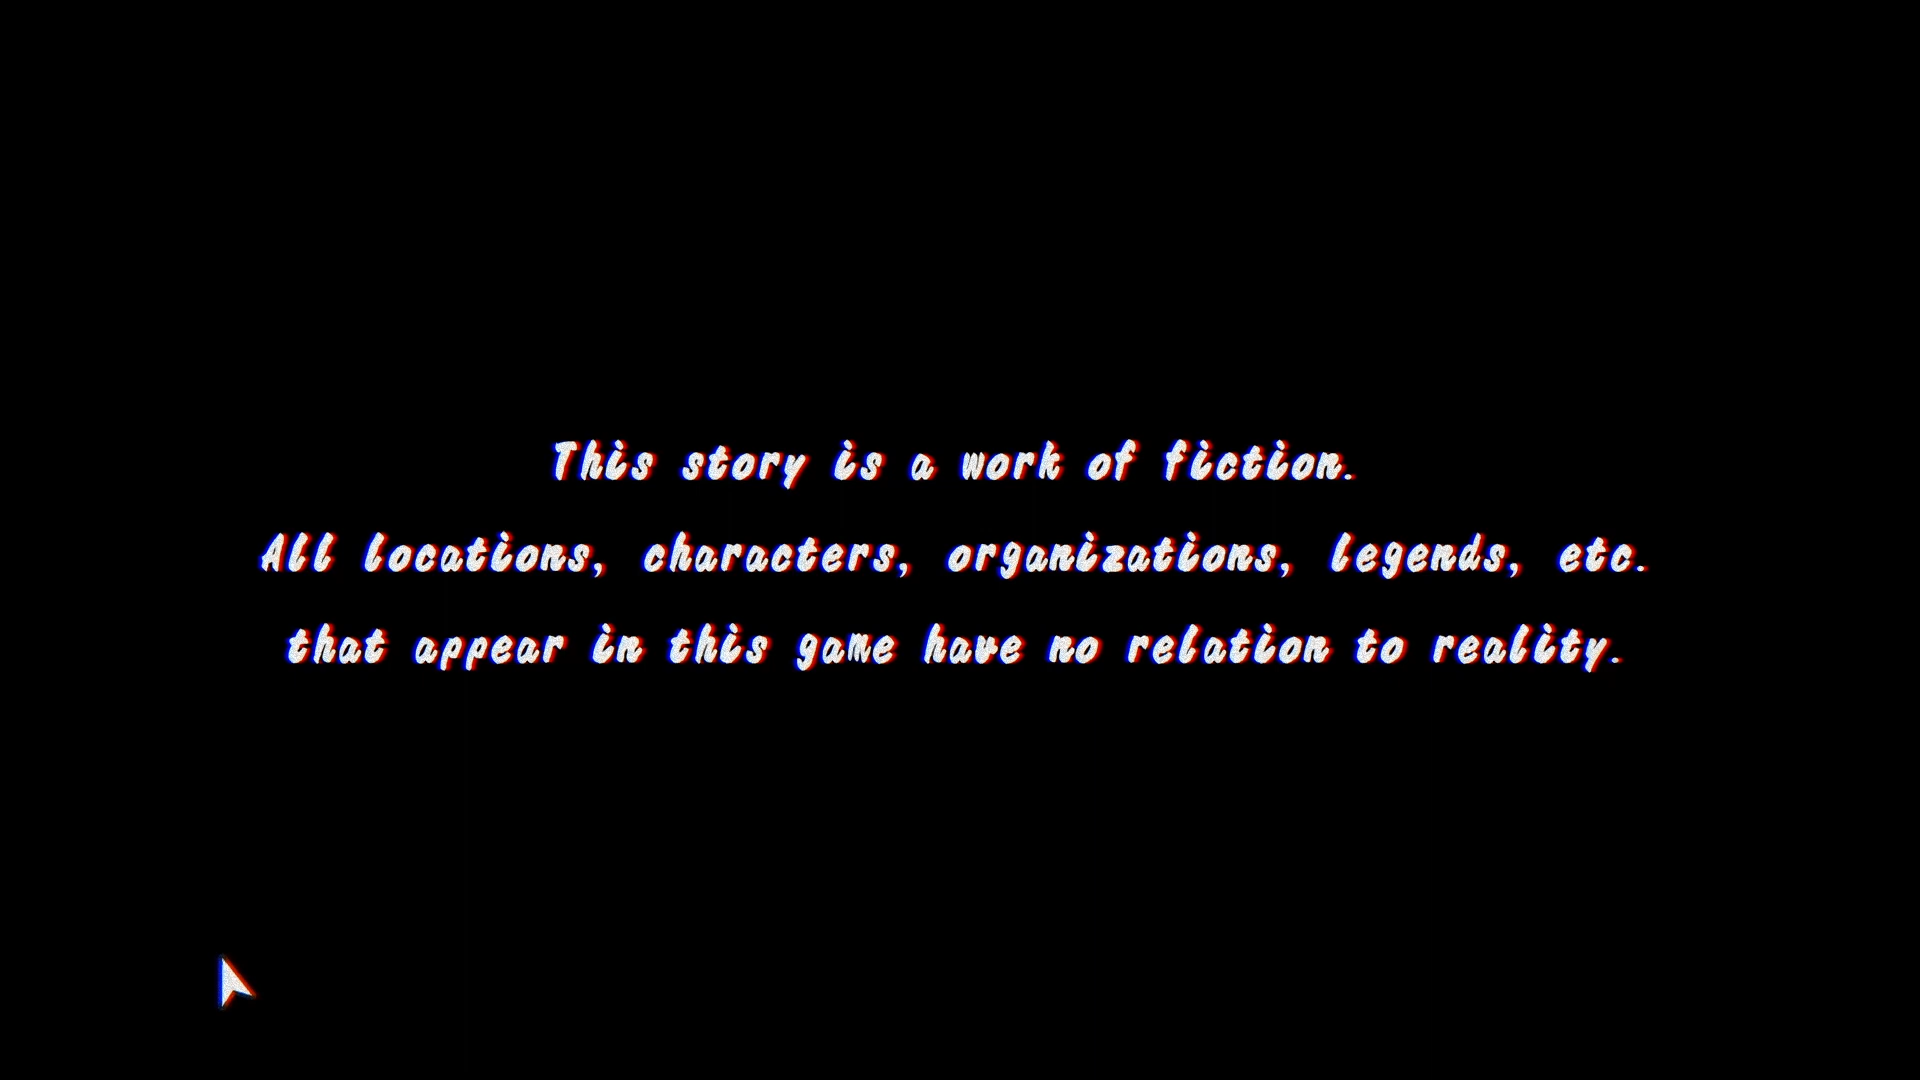 This story is a work of fiction.
All locations, characters, organizations, legends, etc.
that appear in this game have no relation to reality.